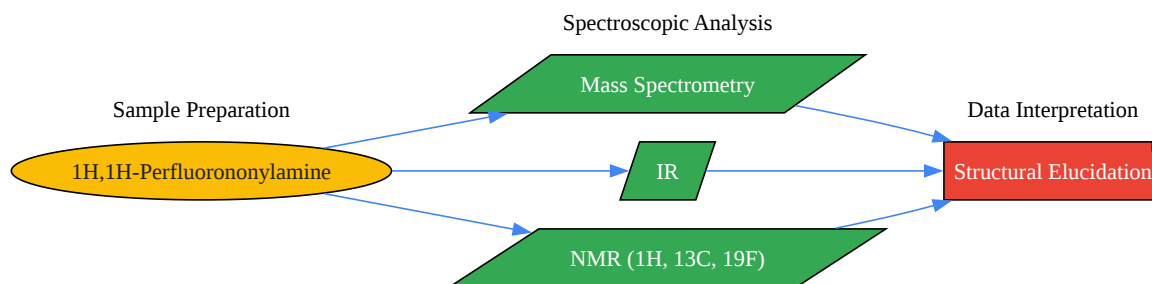 Spectroscopic Analysis
Mass Spectrometry
Sample Preparation
Data Interpretation
1H,1H-Perfluorononylamine
IR
Structural Elucidation
NMR (1H, 13C, 19F)